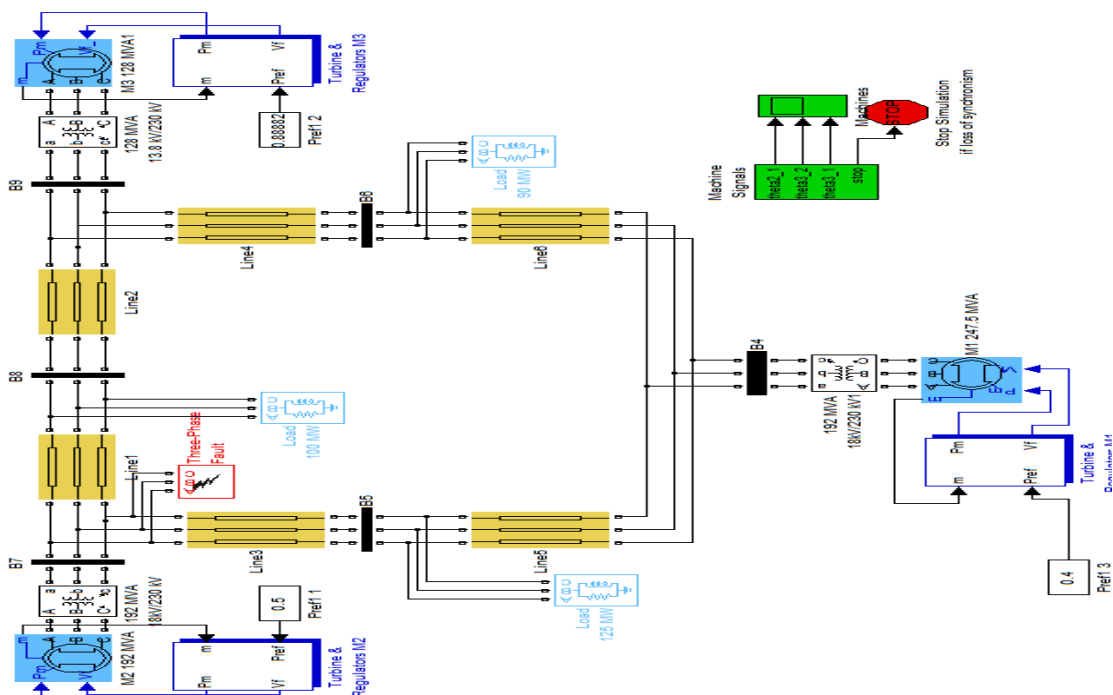 M3 128 MVA1
Pm
Vf_
m
A
B
C
Turbine &
Regulators M3
m
Pm
Pref
Vf
0.88882
Pref1 2
128 MVA
13.8 kV/230 kV
A
a
b
C
B9
Line4
B6
Load
90 MW
Line6
Line2
B8
Load
100 MW
Line1
Three-Phase
Fault
A
B
C
Line3
B5
Line5
Load
125 MW
B7
192 MVA
18kV/230 kV
A
a
B
b
C
M2 192 MVA
m
Pm
A
B
C
Turbine &
Regulators M2
m
Pref
0.5
Pref1 1
B4
192 MVA
18kV/230 kV1
M1 247.5 MVA
Turbine &
Regulators M1
m
Pm
Pref
Vf
0.4
Pref1 3
Machine
Signals
theta2_1
theta3_2
theta3_1
stop
Machines
STOP
Stop Simulation
if loss of synchronism